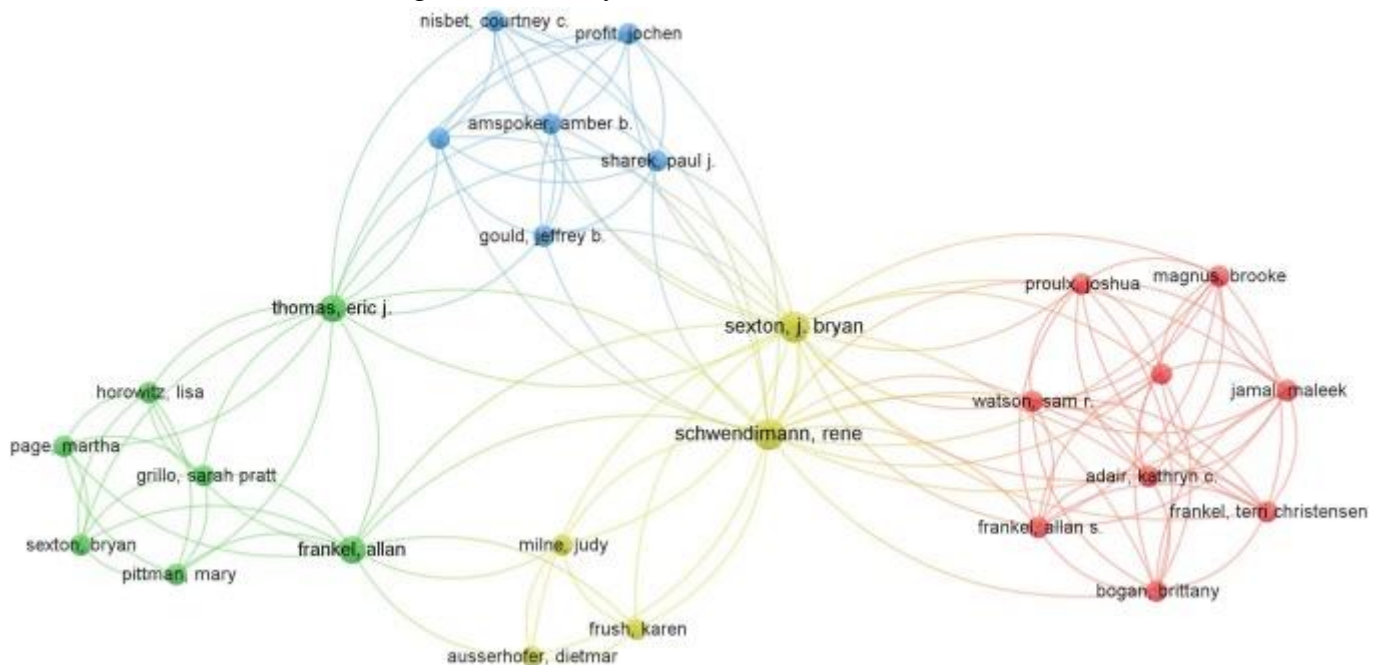 nisbet, courtney c.
profit, jochen
amspoker, amber b.
sharek, paul j.
gould, jeffrey b.
thomas, eric j.
sexton, j. bryan
schwendimann, rene
proulx, joshua
magnus, brooke
watson, sam r.
jamal, maleek
adair, kathryn c.
frankel, terri christensen
frankel, allan s.
bogan, brittany
horowitz, lisa
page, martha
grillo, sarah pratt
sexton, bryan
pittman, mary
frankel, allan
milne, judy
frush, karen
ausserhofer, dietmar